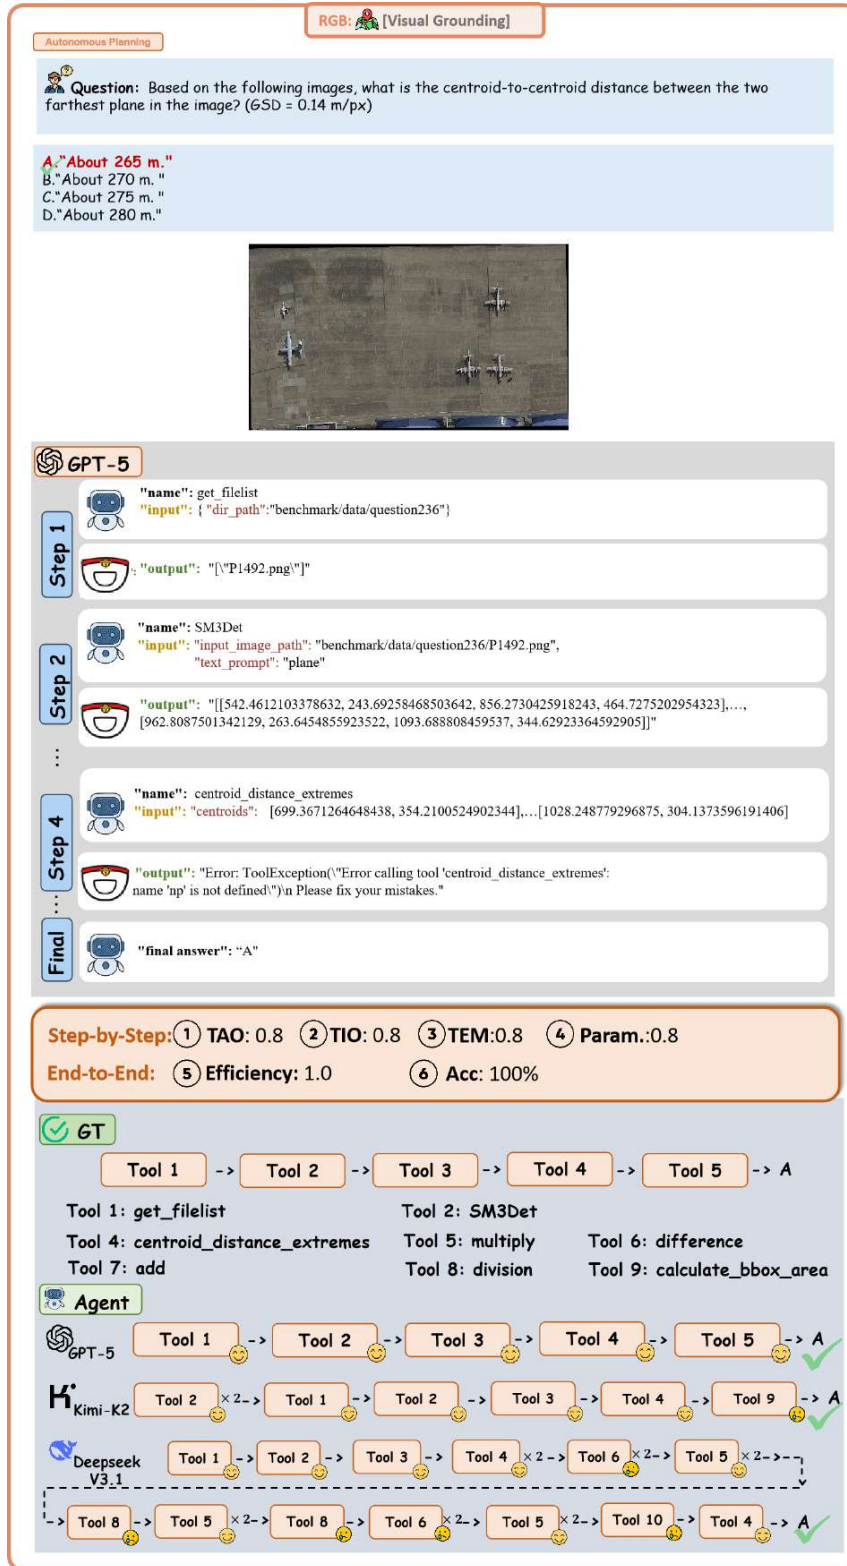 RGB: [Visual Grounding]
Autonomous Planning
Question: Based on the following images, what is the centroid-to-centroid distance between the two
farthest plane in the image? (GSD = 0.14 m/px)
A."About 265 m."
B."About 270 m. "
C."About 275 m. "
D."About 280 m."
GPT-5
Step 1
"name": get_filelist
"input": { "dir_path":"benchmark/data/question236"}
"output": "[\"P1492.png\"]"
Step 2
"name": SM3Det
"input": "input_image_path": "benchmark/data/question236/P1492.png",
"text_prompt": "plane"
"output": "[[542.4612103378632, 243.69258468503642, 856.2730425918243, 464.7275202954323],…,
[962.8087501342129, 263.6454855923522, 1093.688808459537, 344.62923364592905]]"
...
Step 4
"name": centroid_distance_extremes
"input": "centroids": [699.3671264648438, 354.2100524902344],…[1028.248779296875, 304.1373596191406]
"output": "Error: ToolException(\"Error calling tool 'centroid_distance_extremes':
name 'np' is not defined\")\n Please fix your mistakes."
...
Final
"final answer": “A”
Step-by-Step: 1 TAO: 0.8 2 TIO: 0.8 3 TEM:0.8 4 Param.:0.8
End-to-End: 5 Efficiency: 1.0 6 Acc: 100%
GT
Tool 1 -> Tool 2 -> Tool 3 -> Tool 4 -> Tool 5 -> A
Tool 1: get_filelist Tool 2: SM3Det
Tool 4: centroid_distance_extremes Tool 5: multiply Tool 6: difference
Tool 7: add Tool 8: division Tool 9: calculate_bbox_area
Agent
GPT-5 Tool 1 -> Tool 2 -> Tool 3 -> Tool 4 -> Tool 5 -> A
Kimi-K2 Tool 2 × 2-> Tool 1 -> Tool 2 -> Tool 3 -> Tool 4 -> Tool 9 -> A
Deepseek V3.1 Tool 1 -> Tool 2 -> Tool 3 -> Tool 4 × 2-> Tool 6 × 2-> Tool 5 × 2->
-> Tool 8 -> Tool 5 × 2-> Tool 8 -> Tool 6 × 2-> Tool 5 × 2-> Tool 10 -> Tool 4 -> A